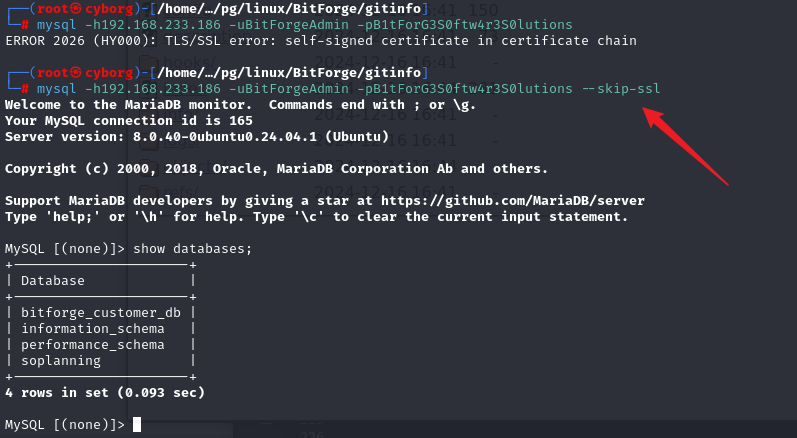 ┌──(root㉿cyborg)-[/home/…/pg/linux/BitForge/gitinfo]
└─# mysql -h192.168.233.186 -uBitForgeAdmin -pB1tForG3S0ftw4r3S0lutions
ERROR 2026 (HY000): TLS/SSL error: self-signed certificate in certificate chain
┌──(root㉿cyborg)-[/home/…/pg/linux/BitForge/gitinfo]
└─# mysql -h192.168.233.186 -uBitForgeAdmin -pB1tForG3S0ftw4r3S0lutions --skip-ssl
Welcome to the MariaDB monitor.  Commands end with ; or \g.
Your MySQL connection id is 165
Server version: 8.0.40-0ubuntu0.24.04.1 (Ubuntu)
Copyright (c) 2000, 2018, Oracle, MariaDB Corporation Ab and others.
Support MariaDB developers by giving a star at https://github.com/MariaDB/server
Type 'help;' or '\h' for help. Type '\c' to clear the current input statement.
MySQL [(none)]> show databases;
+-----------------------+
| Database              |
+-----------------------+
| bitforge_customer_db  |
| information_schema    |
| performance_schema    |
| soplanning            |
+-----------------------+
4 rows in set (0.093 sec)
MySQL [(none)]>